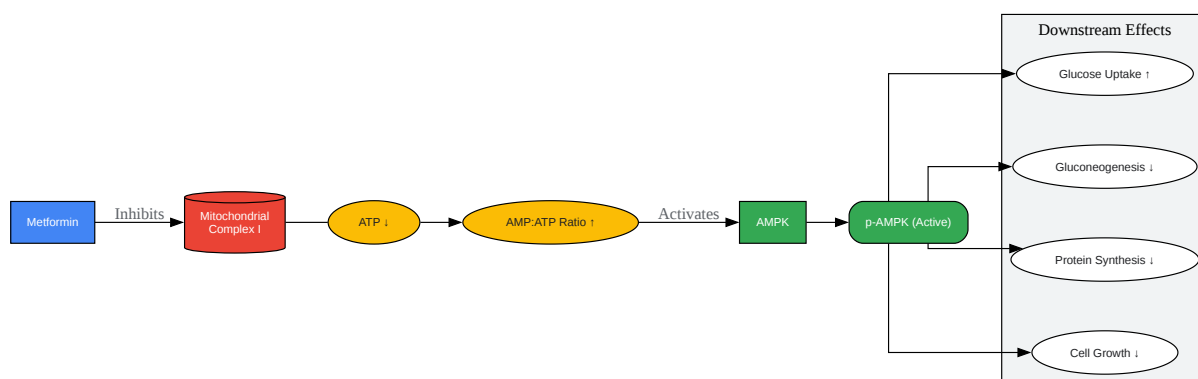 Downstream Effects
Glucose Uptake ↑
Gluconeogenesis ↓
Metformin
Inhibits
Mitochondrial
Complex I
ATP ↓
AMP:ATP Ratio ↑
Activates
AMPK
p-AMPK (Active)
Protein Synthesis ↓
Cell Growth ↓